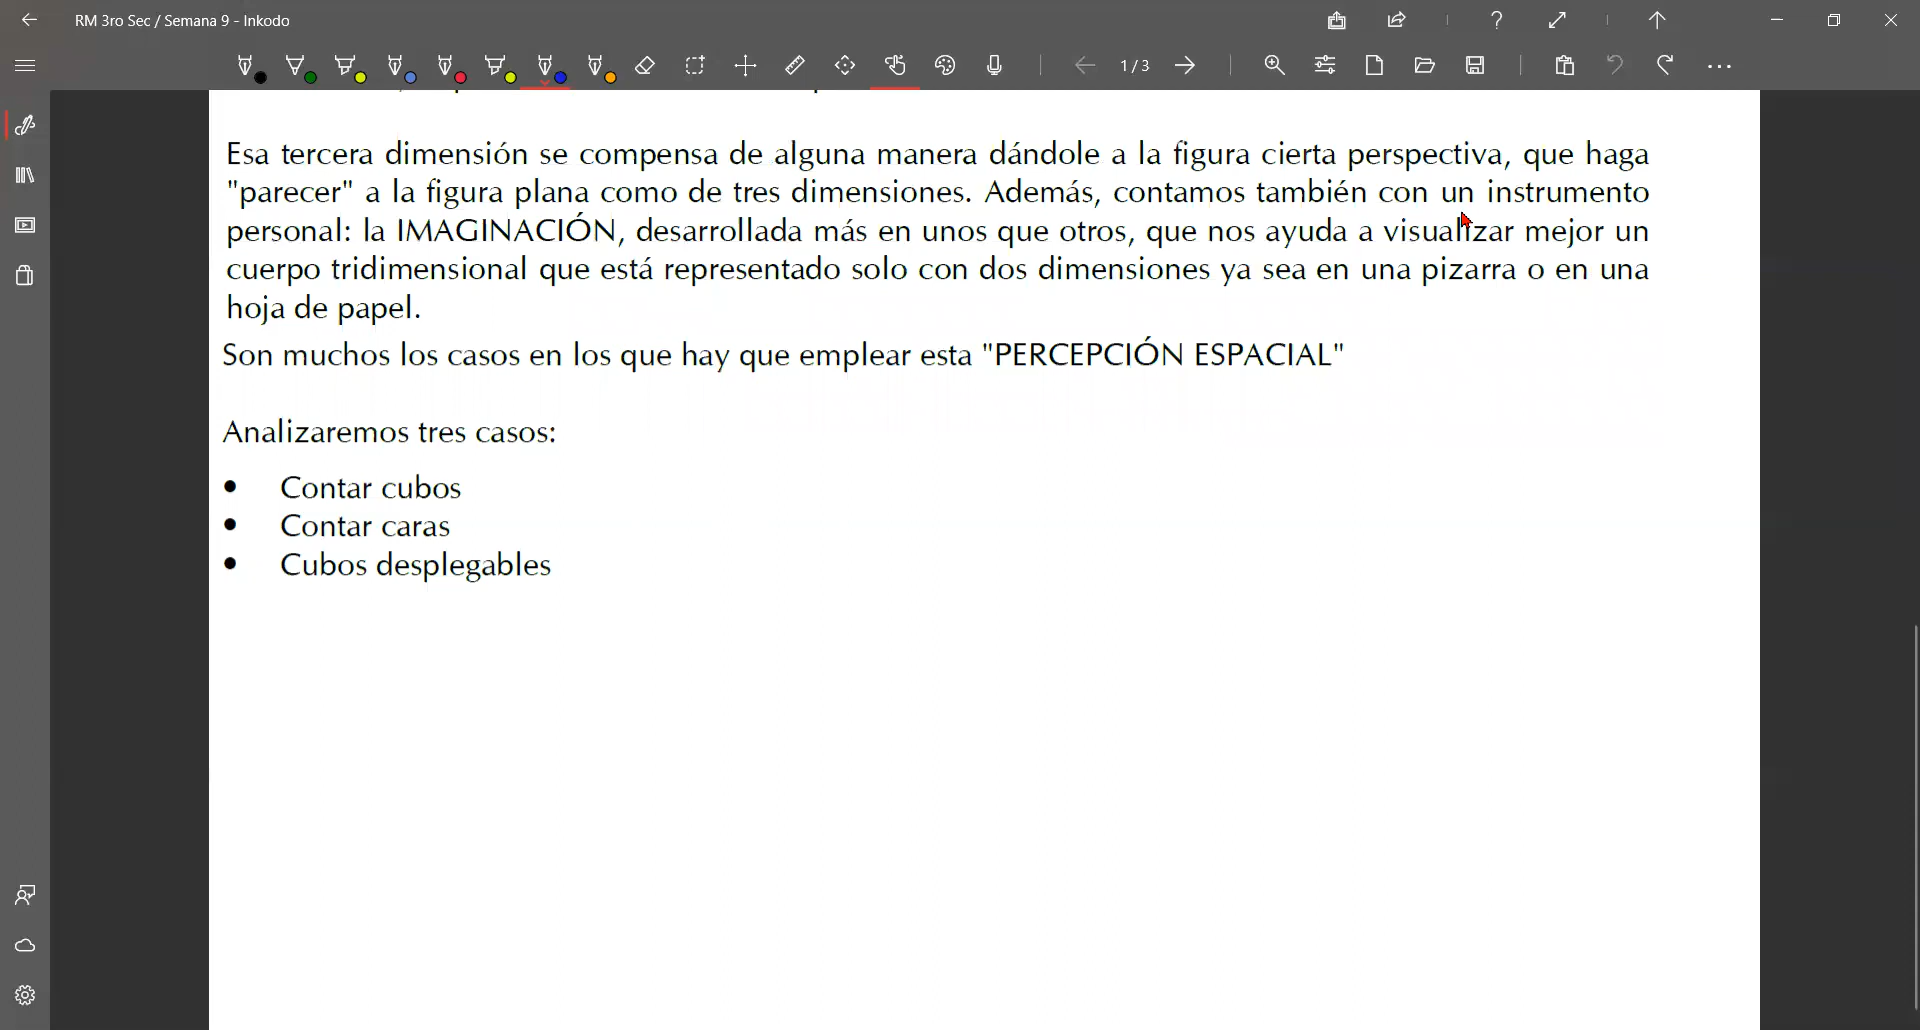 RM 3ro Sec / Semana 9 - Inkodo
1 / 3
Esa tercera dimensión se compensa de alguna manera dándole a la figura cierta perspectiva, que haga
"parecer" a la figura plana como de tres dimensiones. Además, contamos también con un instrumento
personal: la IMAGINACIÓN, desarrollada más en unos que otros, que nos ayuda a visualizar mejor un
cuerpo tridimensional que está representado solo con dos dimensiones ya sea en una pizarra o en una
hoja de papel.
Son muchos los casos en los que hay que emplear esta "PERCEPCIÓN ESPACIAL"
Analizaremos tres casos:
• Contar cubos
• Contar caras
• Cubos desplegables